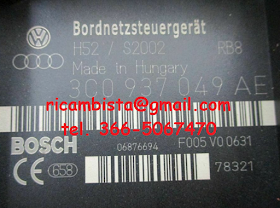 Bordnetzsteuergerät
H52 / S2002 RB8
Made in Hungary
3C0 937 049 AE
ricambista@gmail.com
tel. 366-5067470
BOSCH 06876694 F005 V0 0631
658 78321